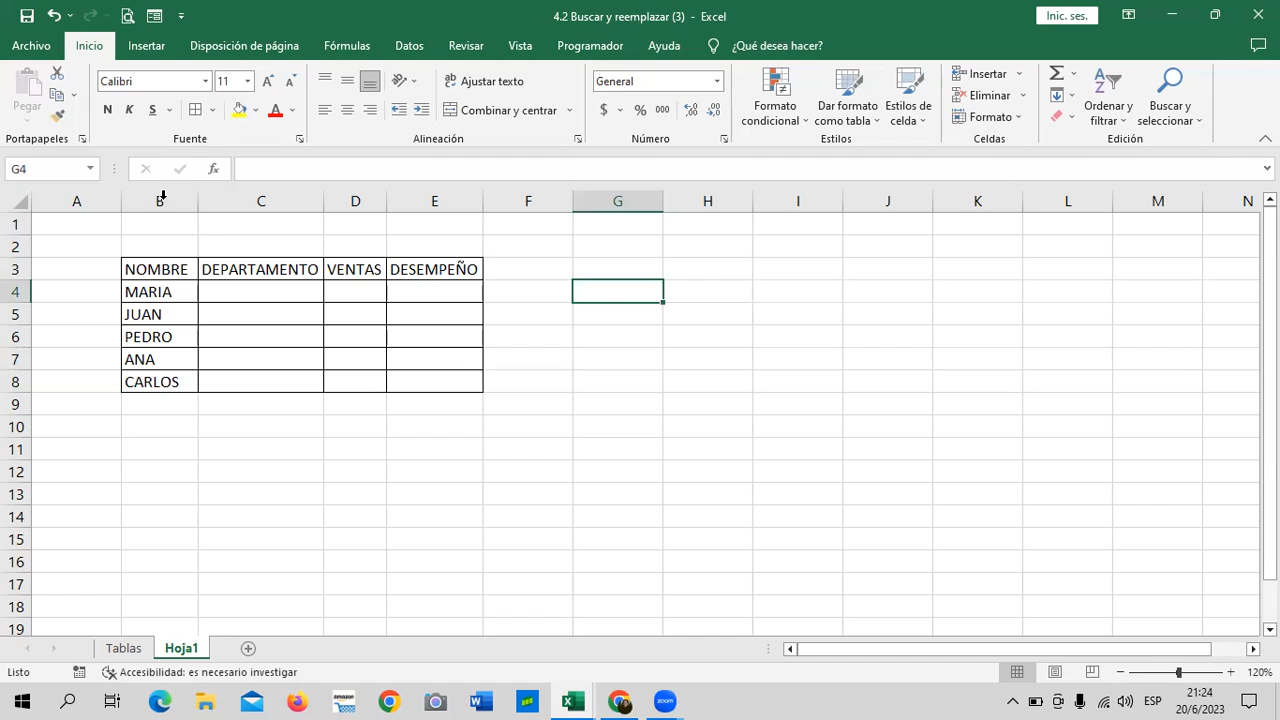 4.2 Buscar y reemplazar (3) - Excel
Inic. ses.
Archivo Inicio Insertar Disposición de página Fórmulas Datos Revisar Vista Programador Ayuda ¿Qué desea hacer?
Pegar
Calibri 11
N K S
Ajustar texto
Combinar y centrar
General
$ % 000
Formato condicional
Dar formato como tabla
Estilos de celda
Insertar
Eliminar
Formato
Ordenar y filtrar
Buscar y seleccionar
Portapapeles Fuente Alineación Número Estilos Celdas Edición
G4 fx
A B C D E F G H I J K L M N
1
2
3 NOMBRE DEPARTAMENTO VENTAS DESEMPEÑO
4 MARIA
5 JUAN
6 PEDRO
7 ANA
8 CARLOS
9
10
11
12
13
14
15
16
17
18
19
Tablas Hoja1
Listo Accesibilidad: es necesario investigar 120%
amazon zoom ESP 21:24
20/6/2023